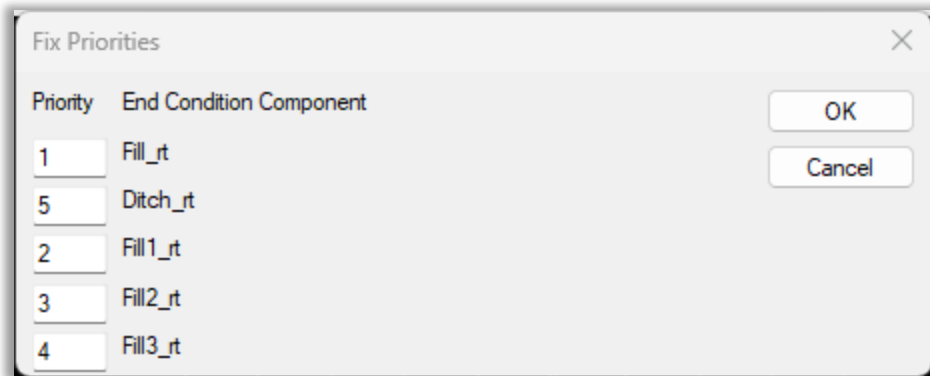 Fix Priorities
Priority End Condition Component
OK
1 Fill_rt
Cancel
5 Ditch_rt
2 Fill1_rt
3 Fill2_rt
4 Fill3_rt